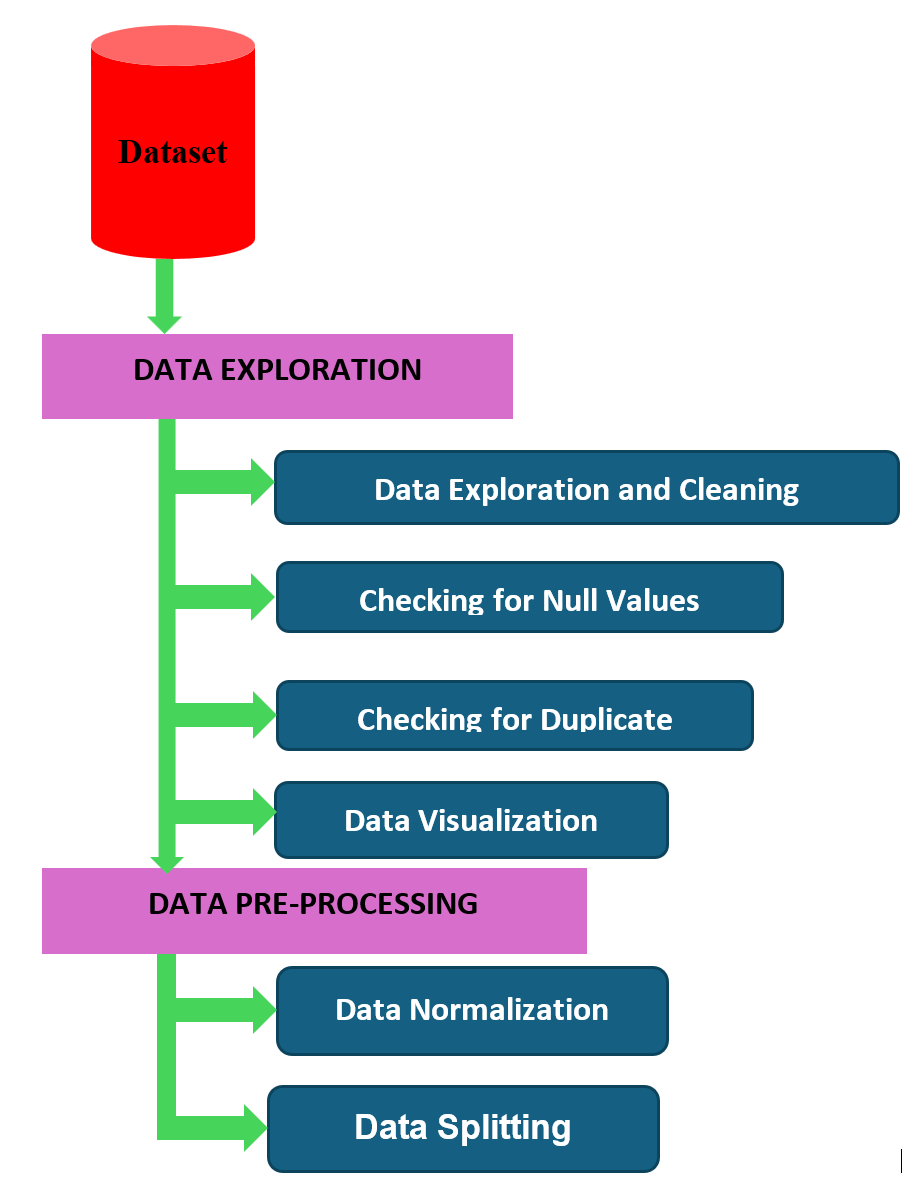 Dataset
DATA EXPLORATION
Data Exploration and Cleaning
Checking for Null Values
Checking for Duplicate
Data Visualization
DATA PRE-PROCESSING
Data Normalization
Data Splitting